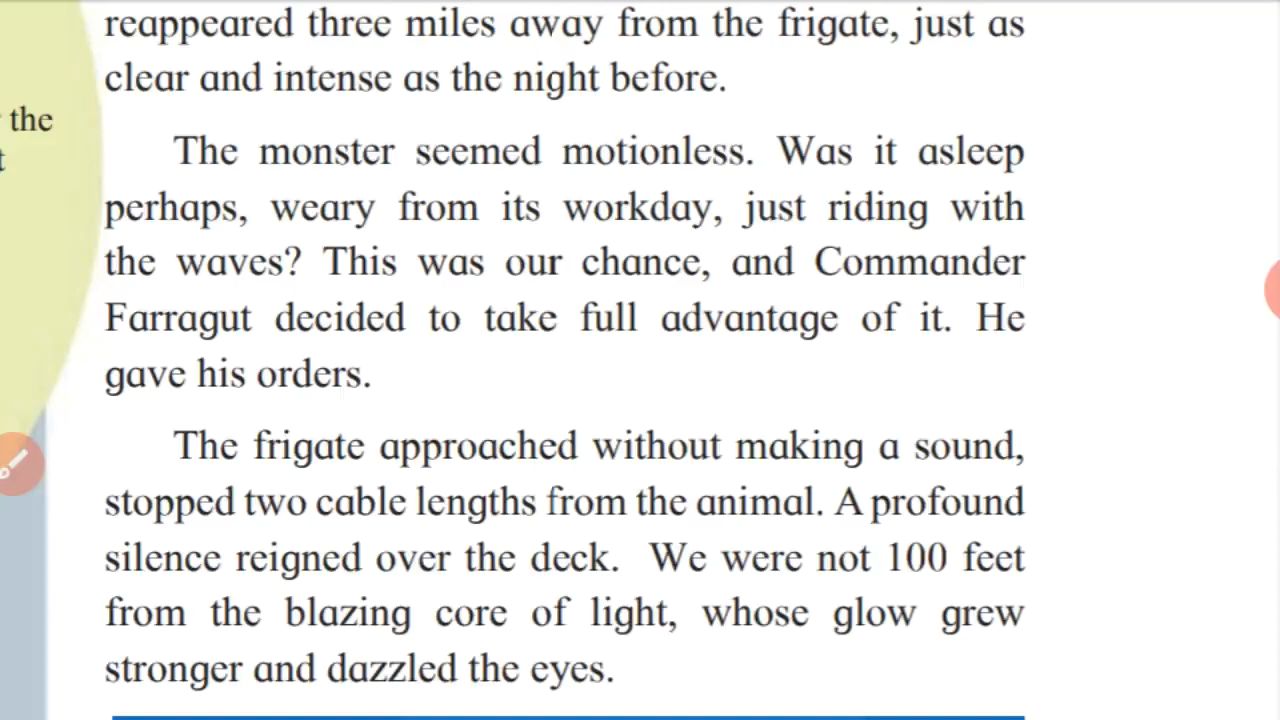 reappeared three miles away from the frigate, just as
clear and intense as the night before.
the
t
The monster seemed motionless. Was it asleep
perhaps, weary from its workday, just riding with
the waves? This was our chance, and Commander
Farragut decided to take full advantage of it. He
gave his orders.
The frigate approached without making a sound,
stopped two cable lengths from the animal. A profound
silence reigned over the deck. We were not 100 feet
from the blazing core of light, whose glow grew
stronger and dazzled the eyes.